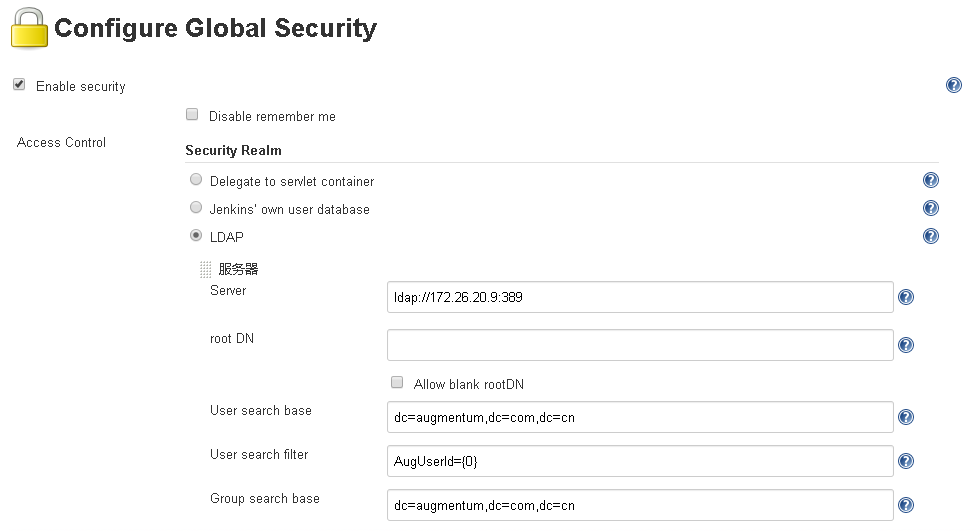 Configure Global Security
Enable security
Disable remember me
Access Control
Security Realm
Delegate to servlet container
Jenkins' own user database
LDAP
服务器
Server
ldap://172.26.20.9:389
root DN
Allow blank rootDN
User search base
dc=augmentum,dc=com,dc=cn
User search filter
AugUserId={0}
Group search base
dc=augmentum,dc=com,dc=cn